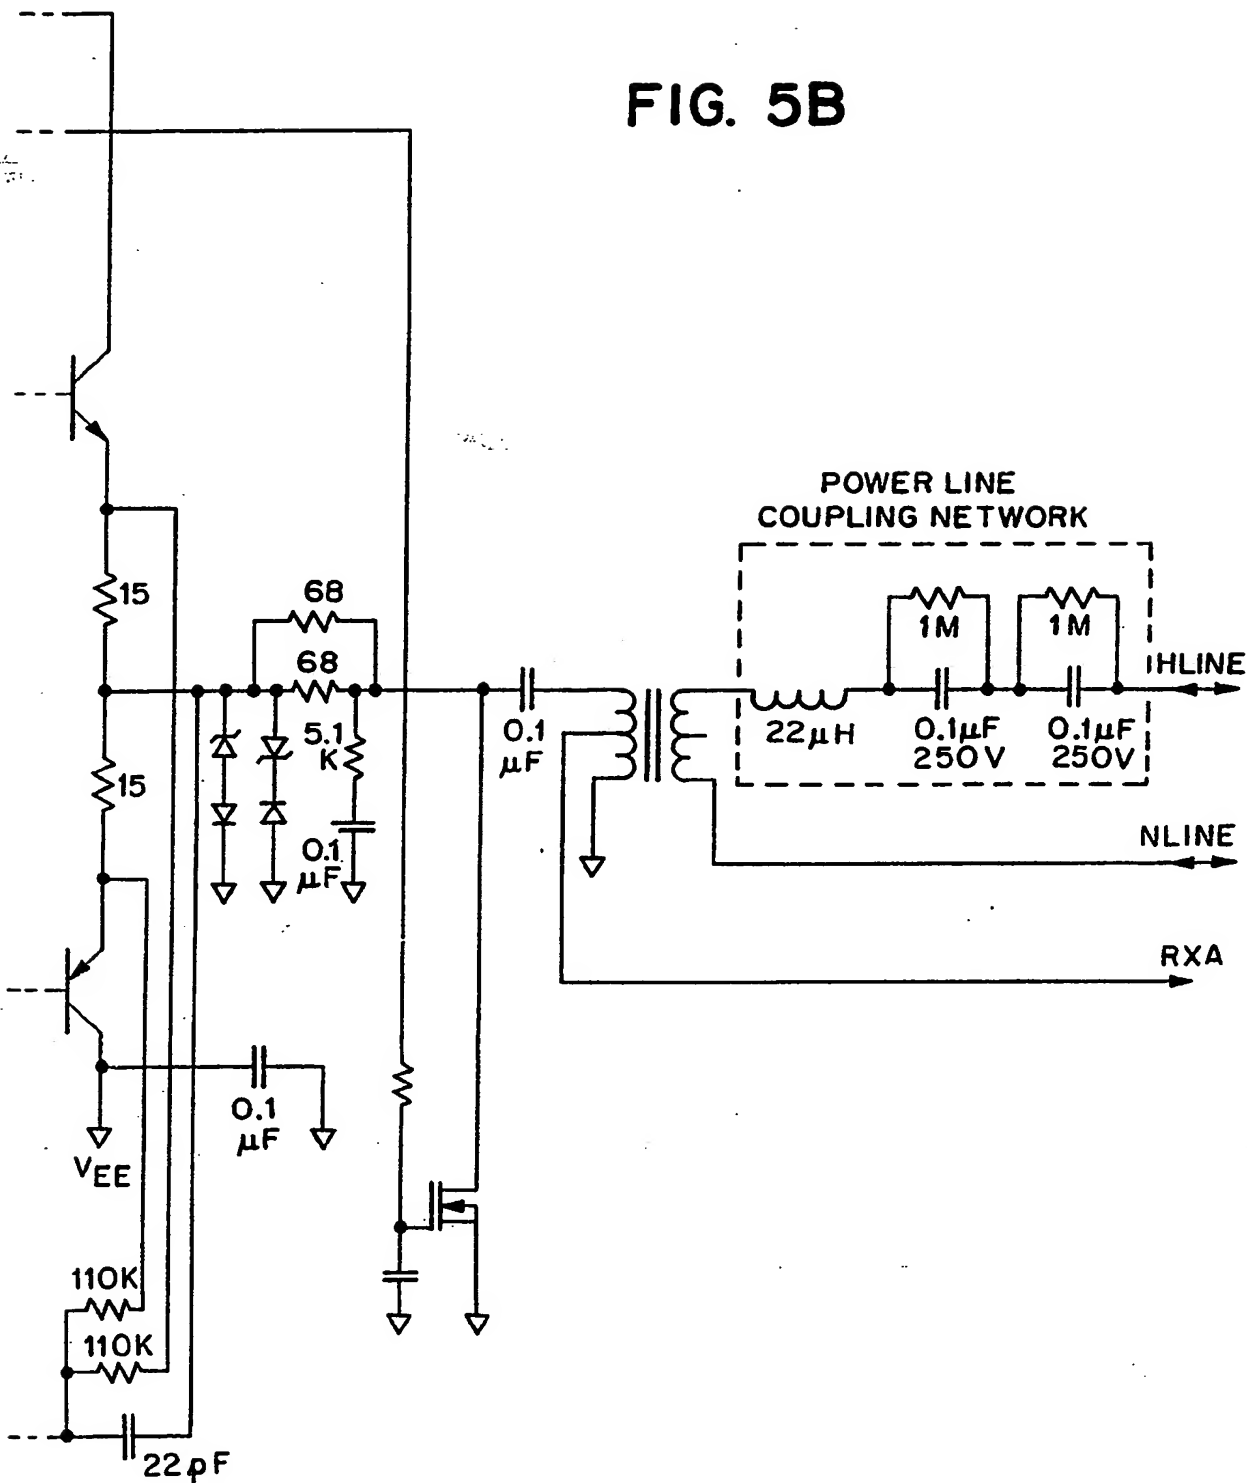 FIG. 5B
POWER LINE
COUPLING NETWORK
15
68
68
1M
1M
HLINE
5.1
K
0.1
μF
22μH
0.1μF
250V
0.1μF
250V
15
0.1
μF
NLINE
RXA
0.1
μF
VEE
110K
110K
22pF